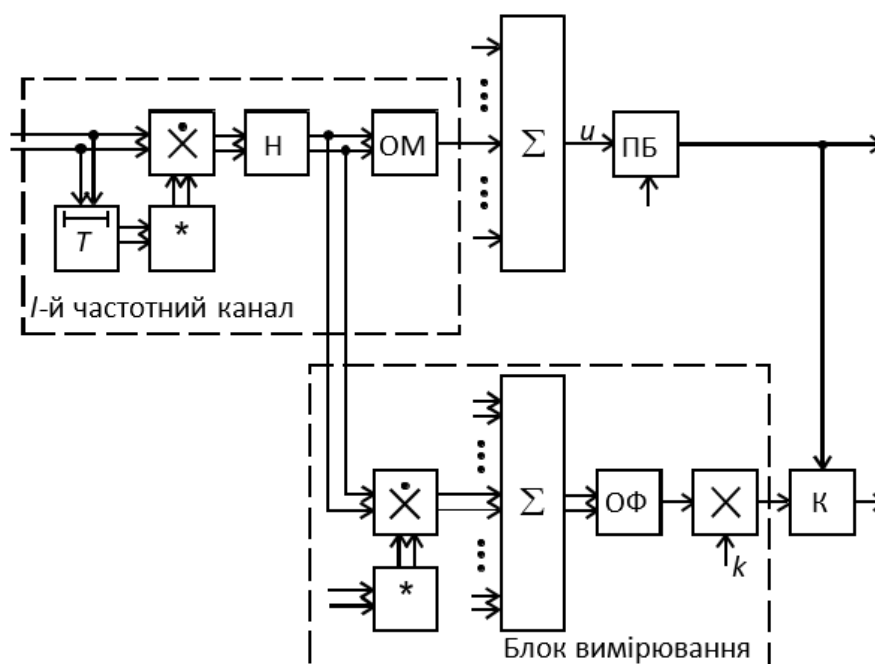 Н
ОМ
Σ
u
ПБ
T
*
l-й частотний канал
Σ
ОФ
К
*
k
Блок вимірювання